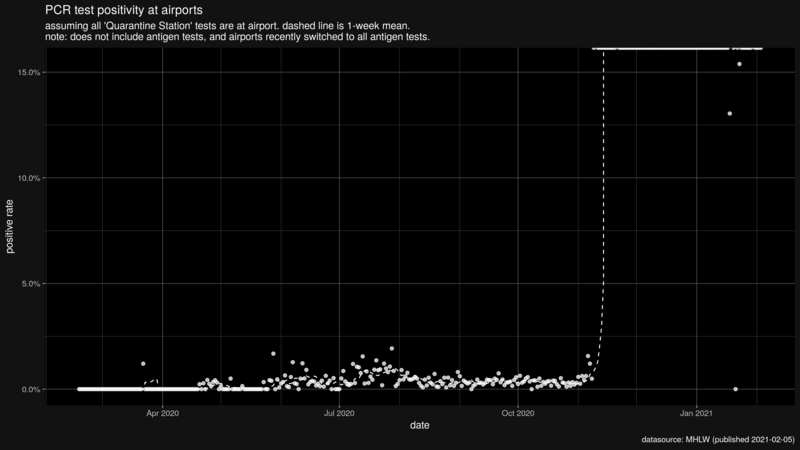 PCR test positivity at airports
assuming all 'Quarantine Station' tests are at airport. dashed line is 1-week mean.
note: does not include antigen tests, and airports recently switched to all antigen tests.
15.0%
10.0%
5.0%
0.0%
positive rate
Apr 2020
Jul 2020
Oct 2020
Jan 2021
date
datasource: MHLW (published 2021-02-05)